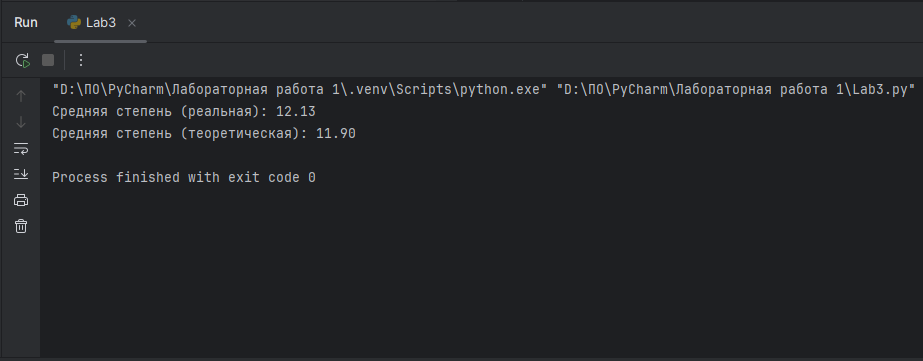 Run Lab3
"D:\ПО\PyCharm\Лабораторная работа 1\.venv\Scripts\python.exe" "D:\ПО\PyCharm\Лабораторная работа 1\Lab3.py"
Средняя степень (реальная): 12.13
Средняя степень (теоретическая): 11.90
Process finished with exit code 0